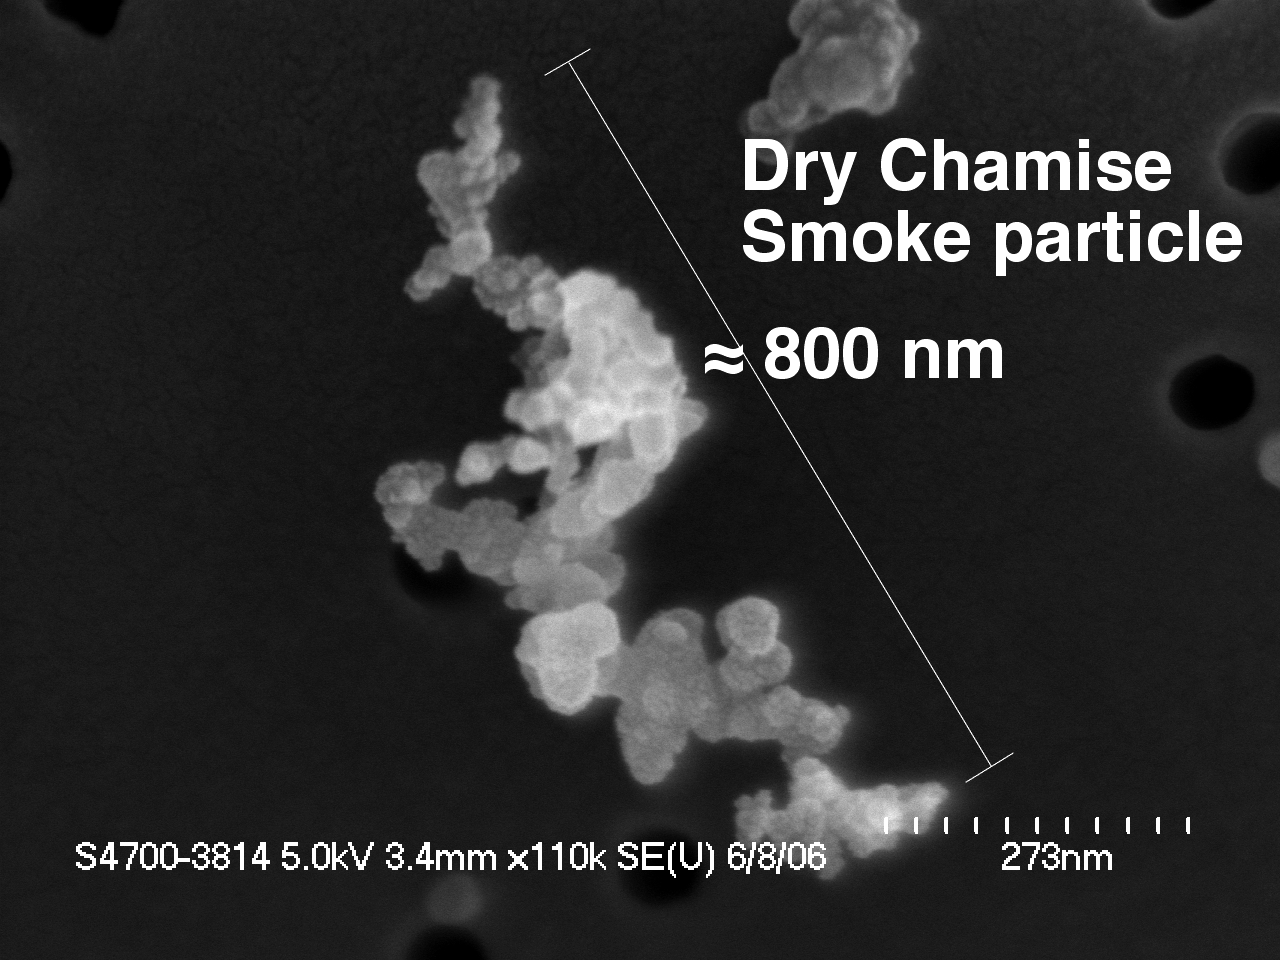 Dry Chamise
Smoke particle
≈ 800 nm
S4700-3814 5.0kV 3.4mm x110k SE(U) 6/8/06
273nm